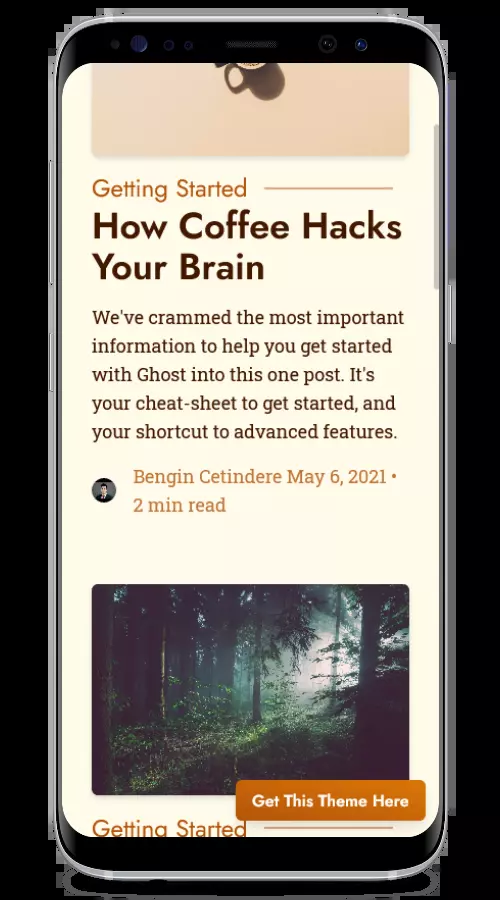 Getting Started
How Coffee Hacks
Your Brain
We've crammed the most important
information to help you get started
with Ghost into this one post. It's
your cheat-sheet to get started, and
your shortcut to advanced features.
Bengin Cetindere May 6, 2021 •
2 min read
Get This Theme Here
Getting Started